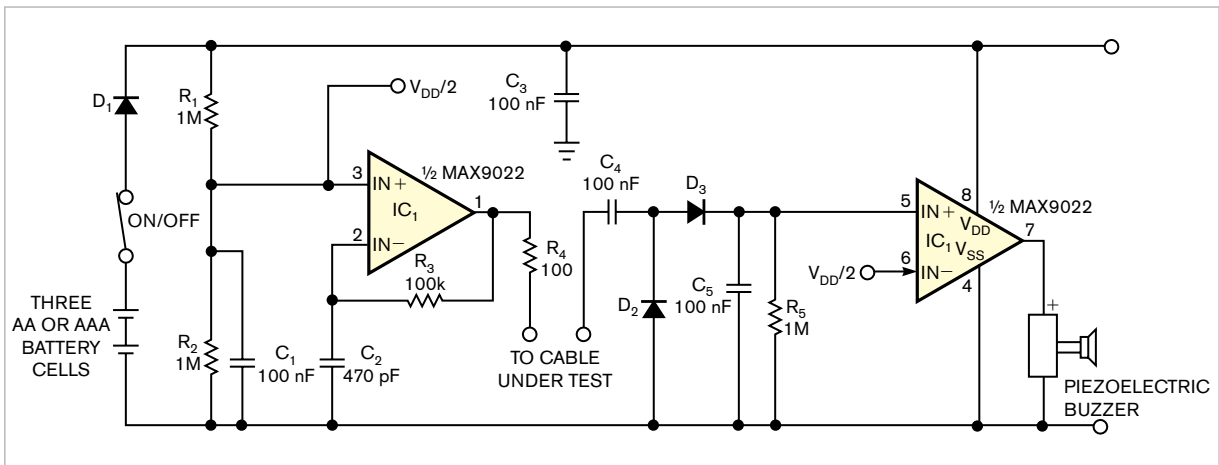 D1
ON/OFF
THREE
AA OR AAA
BATTERY
CELLS
R1
1M
R2
1M
C1
100 nF
VDD/2
3
IN+
½ MAX9022
IC1
1
2
IN−
R3
100k
C2
470 pF
R4
100
TO CABLE
UNDER TEST
C3
100 nF
C4
100 nF
D3
D2
C5
100 nF
R5
1M
5
IN+
8
VDD
½ MAX9022
IC1
VSS
7
VDD/2
6
IN−
4
+
PIEZOELECTRIC
BUZZER